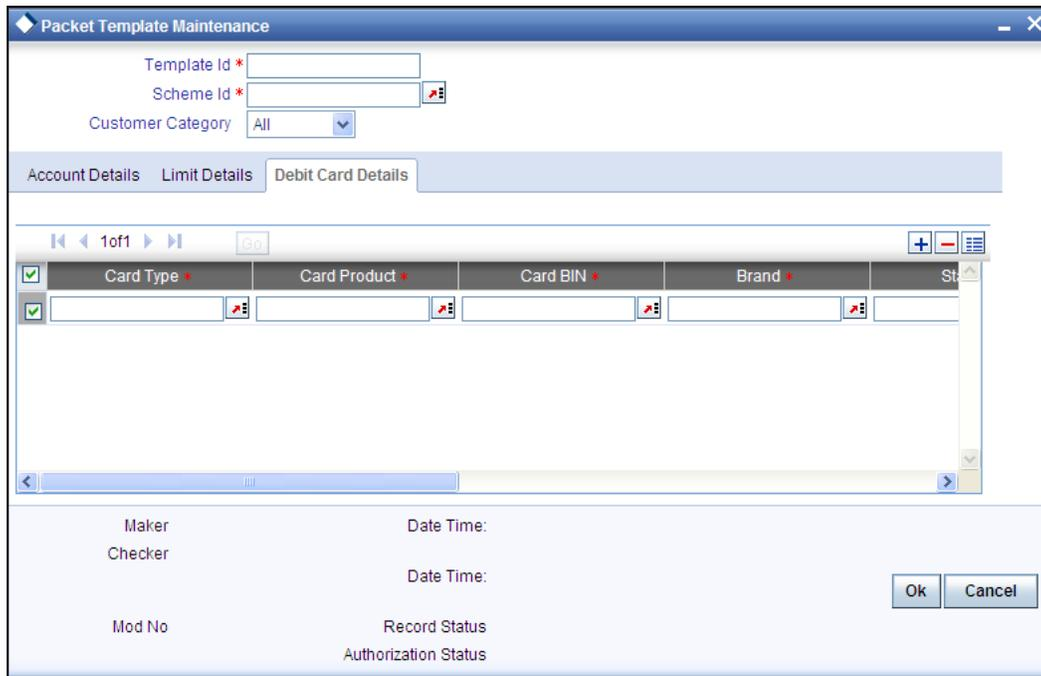 Packet Template Maintenance
Template Id *
Scheme Id *
Customer Category All
Account Details Limit Details Debit Card Details
1of1 Go
Card Type * Card Product * Card BIN * Brand *
Maker Date Time:
Checker
Date Time:
Ok Cancel
Mod No Record Status
Authorization Status